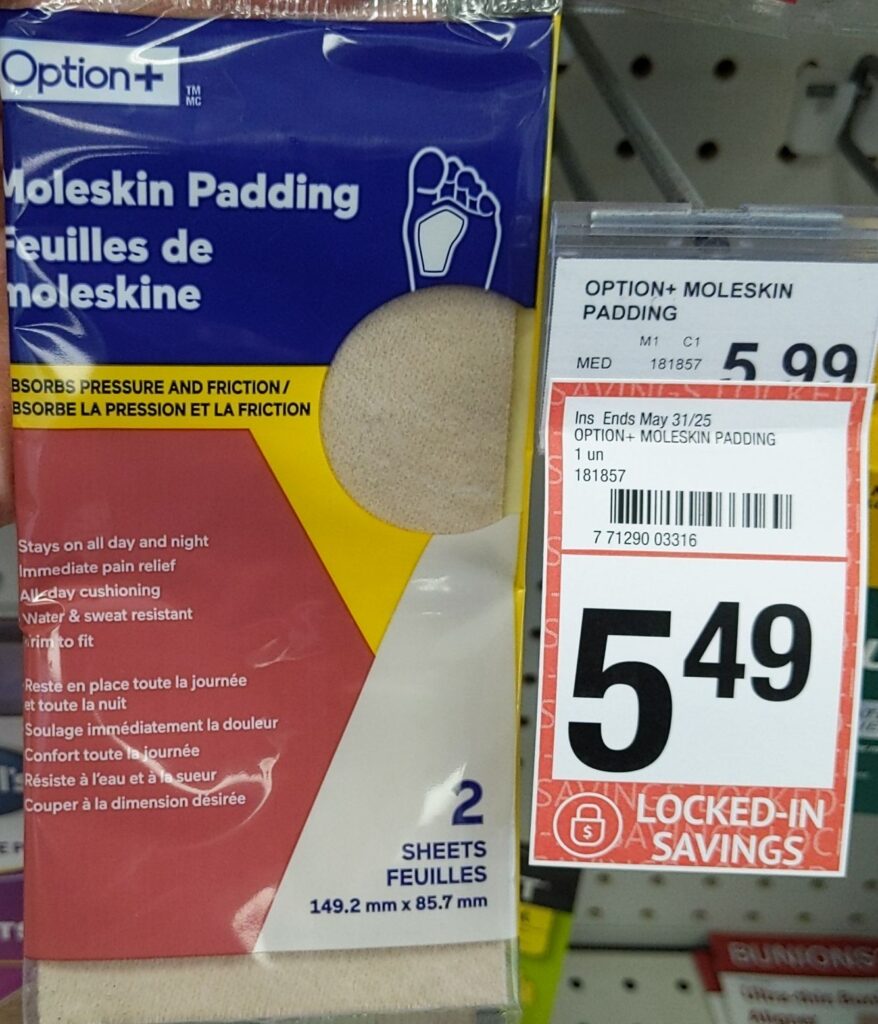 Option+
TM
MC
Moleskin Padding
Feuilles de
moleskine
BSORBS PRESSURE AND FRICTION /
BSORBE LA PRESSION ET LA FRICTION
Stays on all day and night
Immediate pain relief
All-day cushioning
Water & sweat resistant
Trim to fit
Reste en place toute la journée
et toute la nuit
Soulage immédiatement la douleur
Confort toute la journée
Résiste à l'eau et à la sueur
Couper à la dimension désirée
2
SHEETS
FEUILLES
149.2 mm x 85.7 mm
OPTION+ MOLESKIN
PADDING
M1 C1
MED 181857 5.99
SAVINGS LOCKED
Ins Ends May 31/25
OPTION+ MOLESKIN PADDING
1 un
181857
7 71290 03316
5 49
$
LOCKED-IN
SAVINGS
BUNIONS